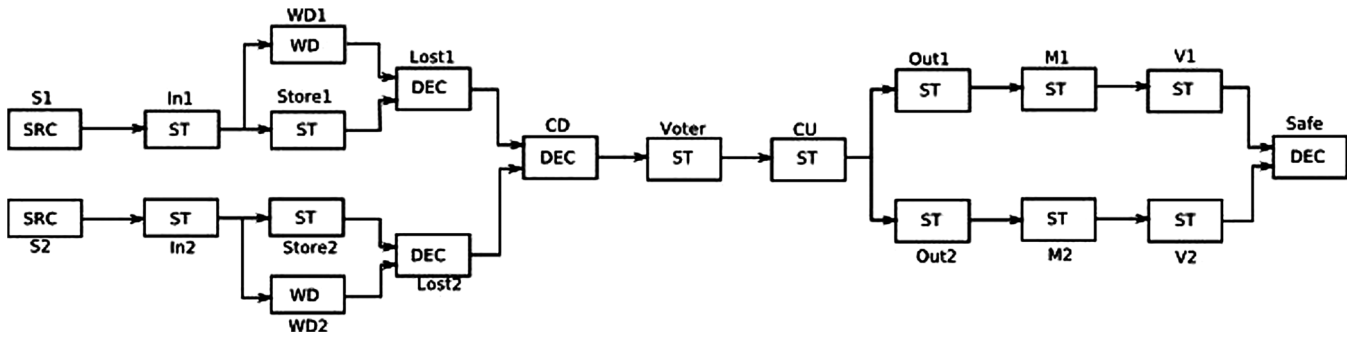 WD1
WD
Lost1
DEC
S1
SRC
In1
ST
Store1
ST
CD
DEC
Voter
ST
CU
ST
Out1
ST
M1
ST
V1
ST
Safe
DEC
SRC
S2
ST
In2
ST
Store2
DEC
Lost2
WD
WD2
ST
Out2
ST
M2
ST
V2